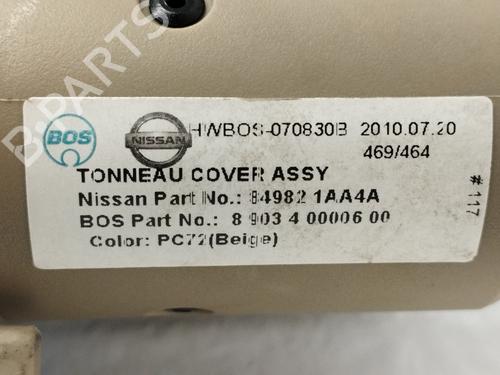 BOS
NISSAN
HWBOS-070830B 2010.07.20
469/464
TONNEAU COVER ASSY
Nissan Part No.: 84982 1AA4A
BOS Part No.: 8 903 4 00006 00
Color: PC72(Beige)
#117